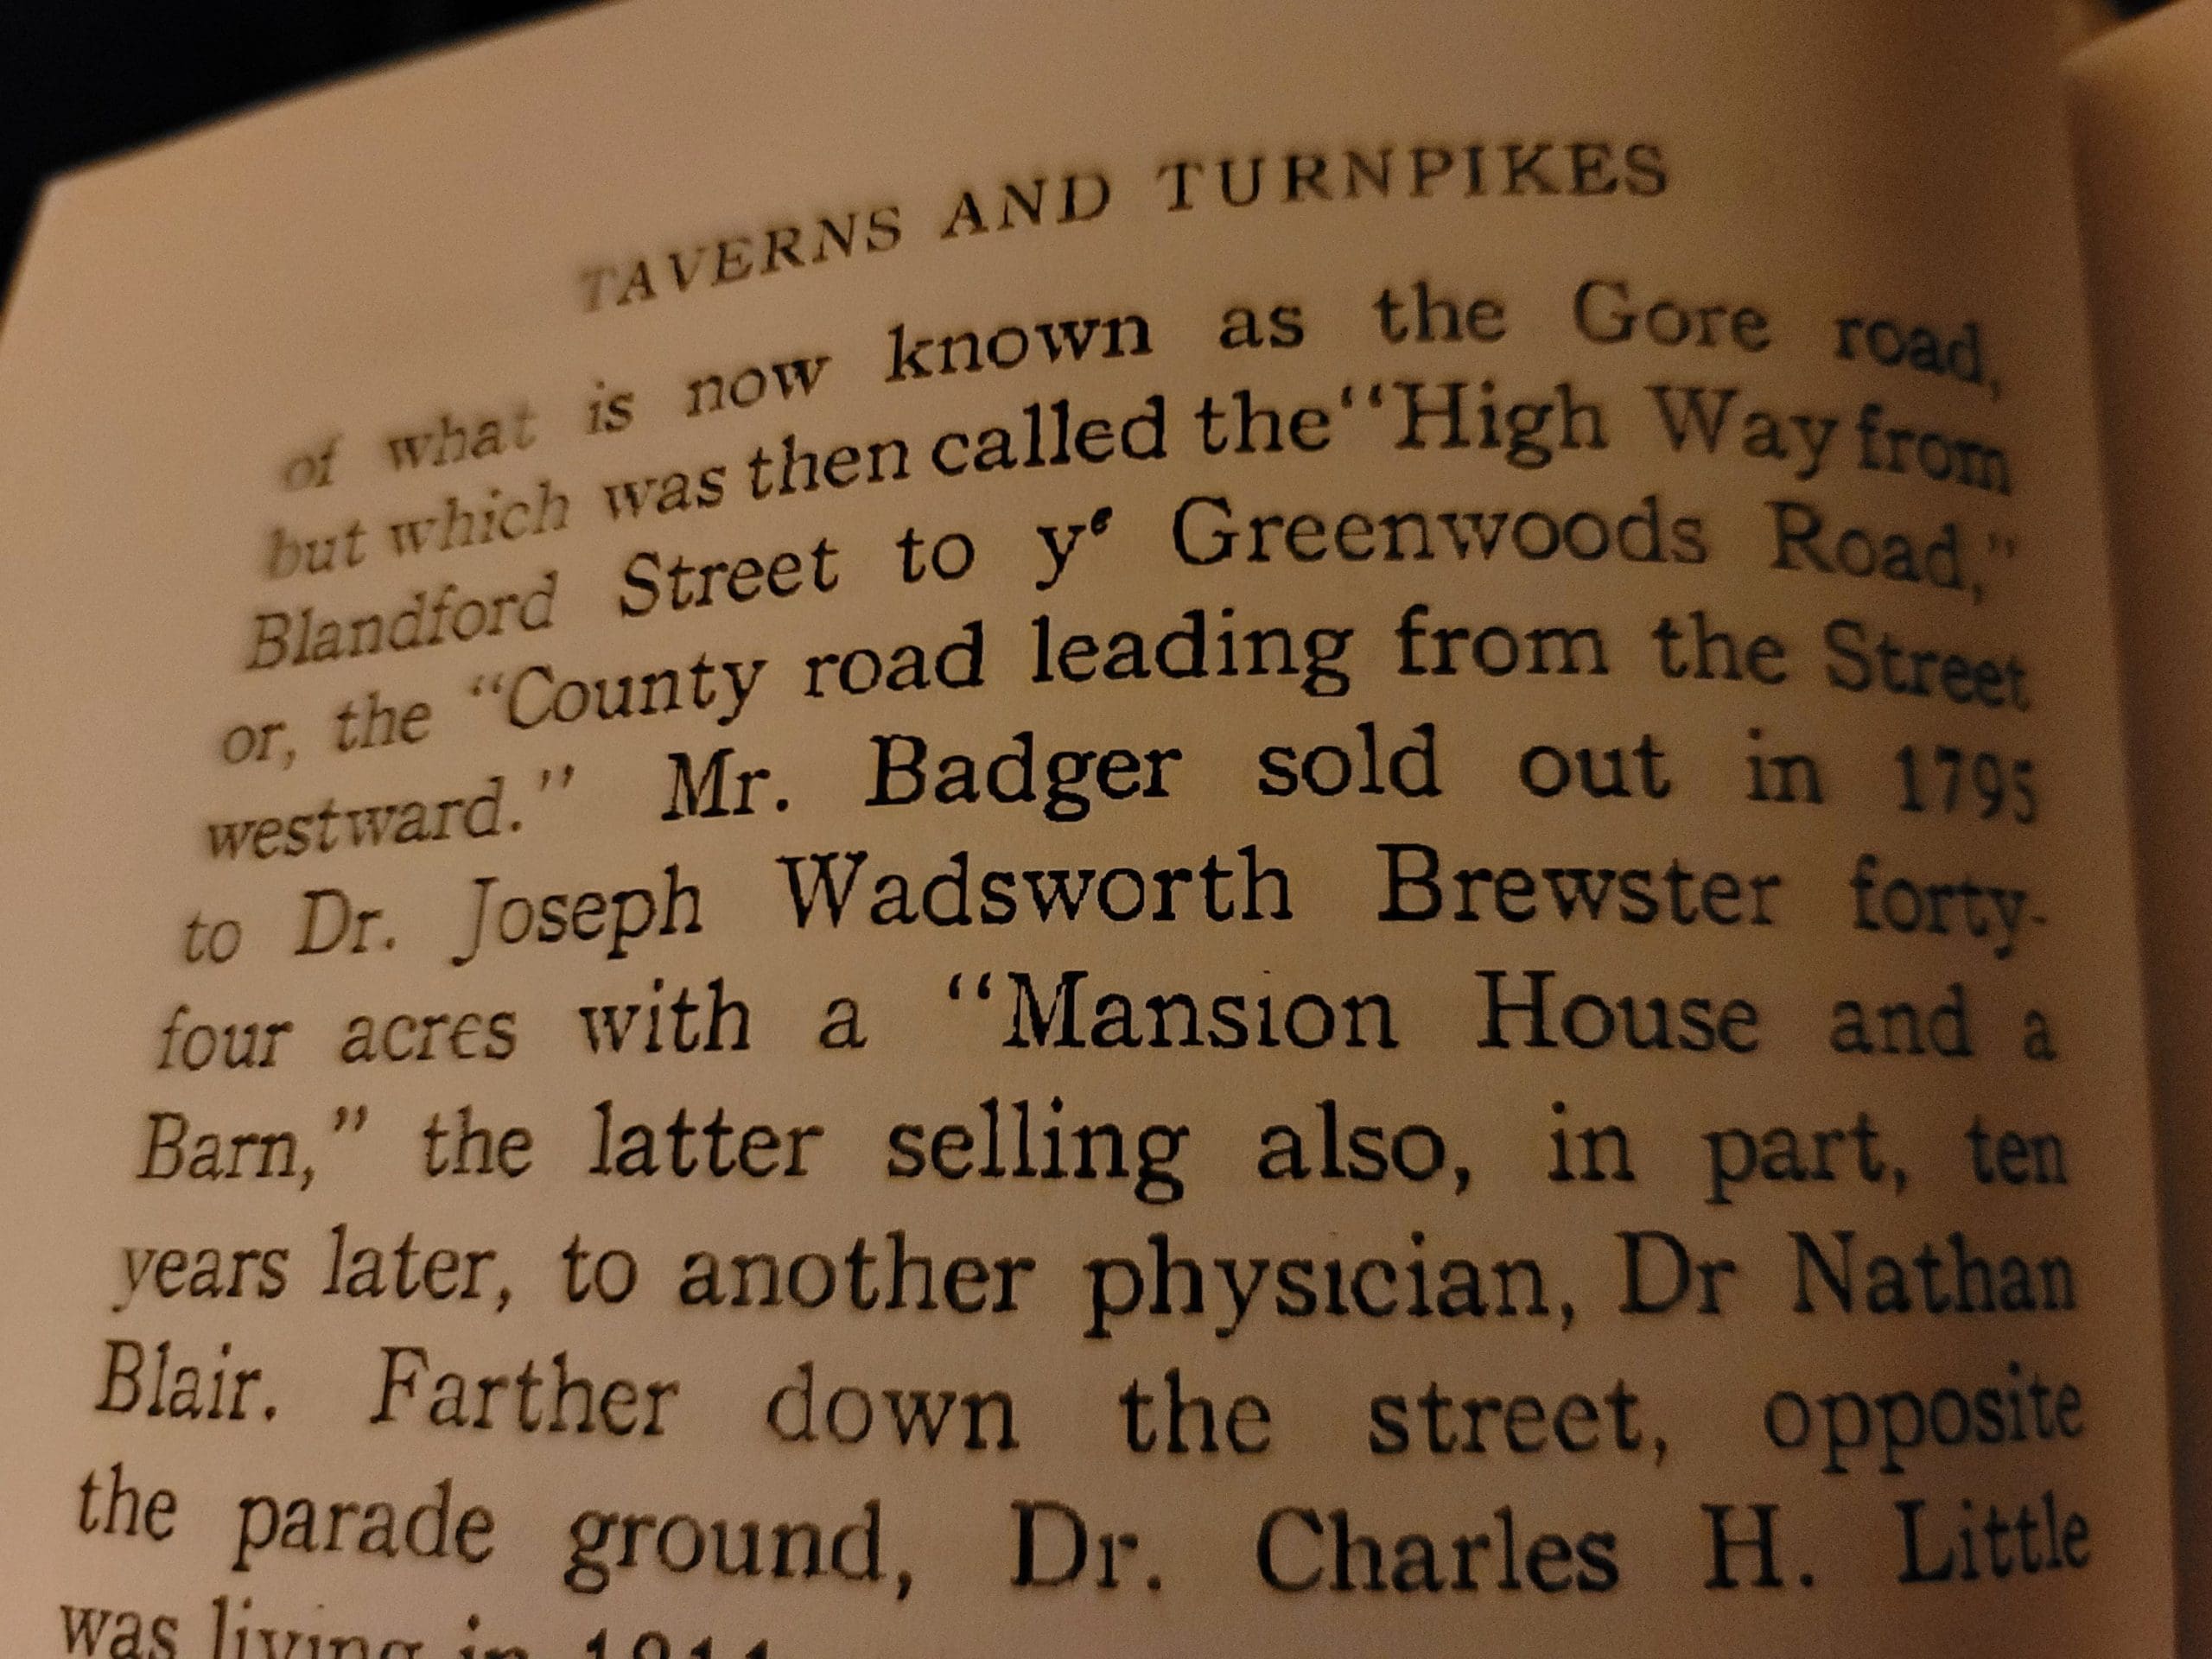 TAVERNS AND TURNPIKES
of what is now known as the Gore road,
but which was then called the "High Way from
Blandford Street to yᵉ Greenwoods Road,"
or, the "County road leading from the Street
westward." Mr. Badger sold out in 1795
to Dr. Joseph Wadsworth Brewster forty-
four acres with a "Mansion House and a
Barn," the latter selling also, in part, ten
years later, to another physician, Dr Nathan
Blair. Farther down the street, opposite
the parade ground, Dr. Charles H. Little
was living in